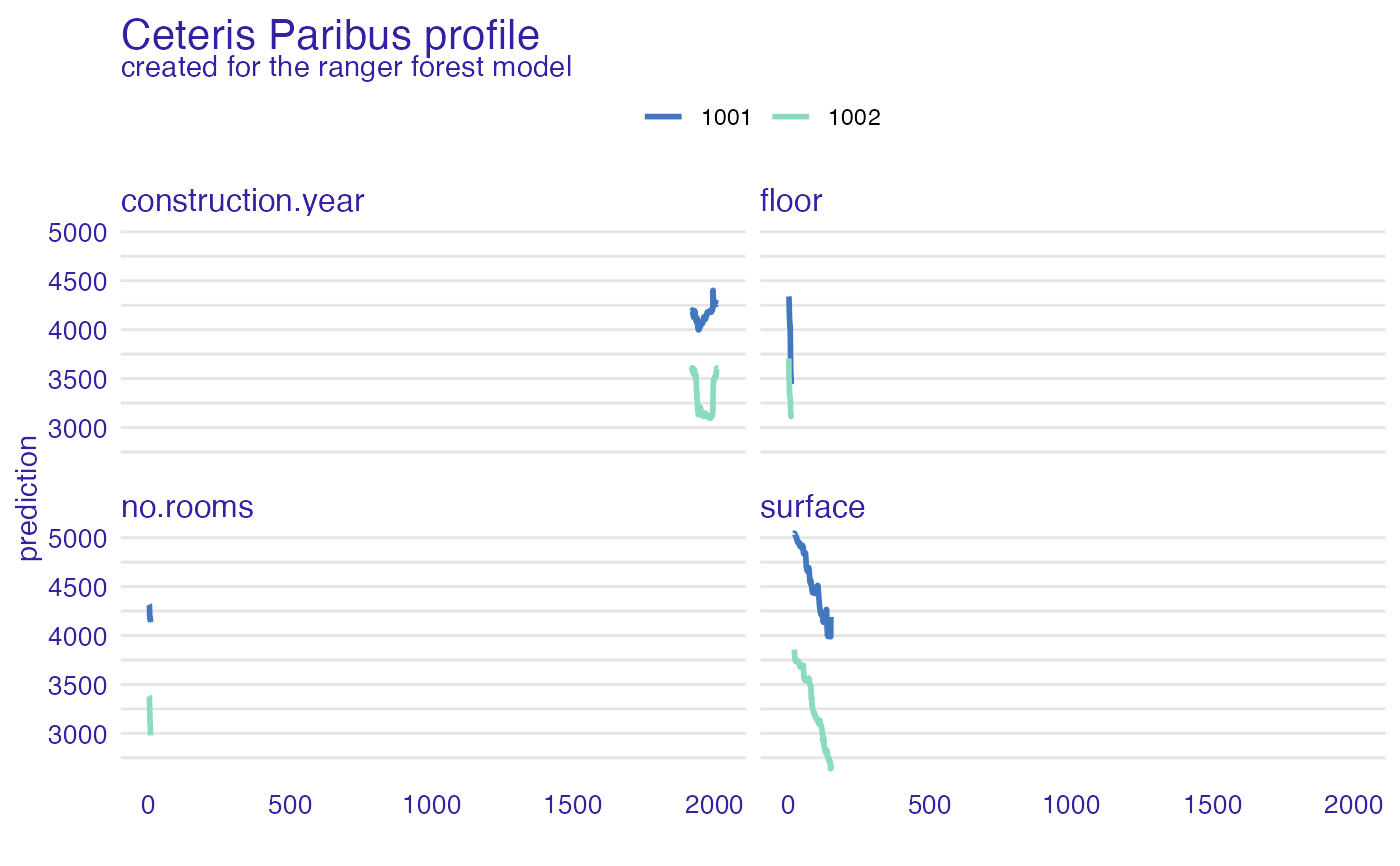 Ceteris Paribus profile
created for the ranger forest model
1001 1002
construction.year floor
5000
4500
4000
3500
3000
prediction
no.rooms surface
5000
4500
4000
3500
3000
0 500 1000 1500 2000 0 500 1000 1500 2000